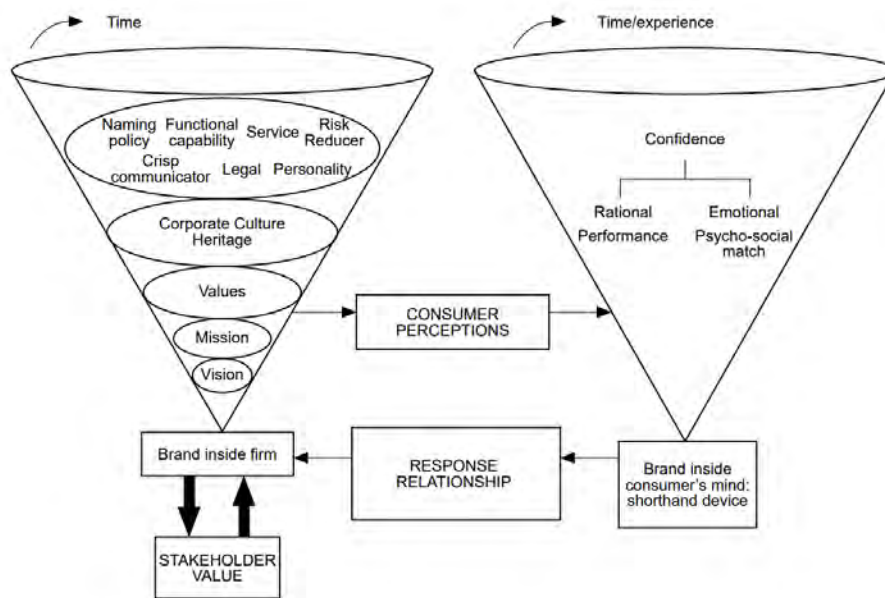 Time
Time/experience
Naming policy
Functional capability
Service
Risk Reducer
Crisp communicator
Legal
Personality
Corporate Culture
Heritage
Values
Mission
Vision
Brand inside firm
STAKEHOLDER
VALUE
CONSUMER
PERCEPTIONS
RESPONSE
RELATIONSHIP
Confidence
Rational
Performance
Emotional
Psycho-social
match
Brand inside
consumer's mind:
shorthand device